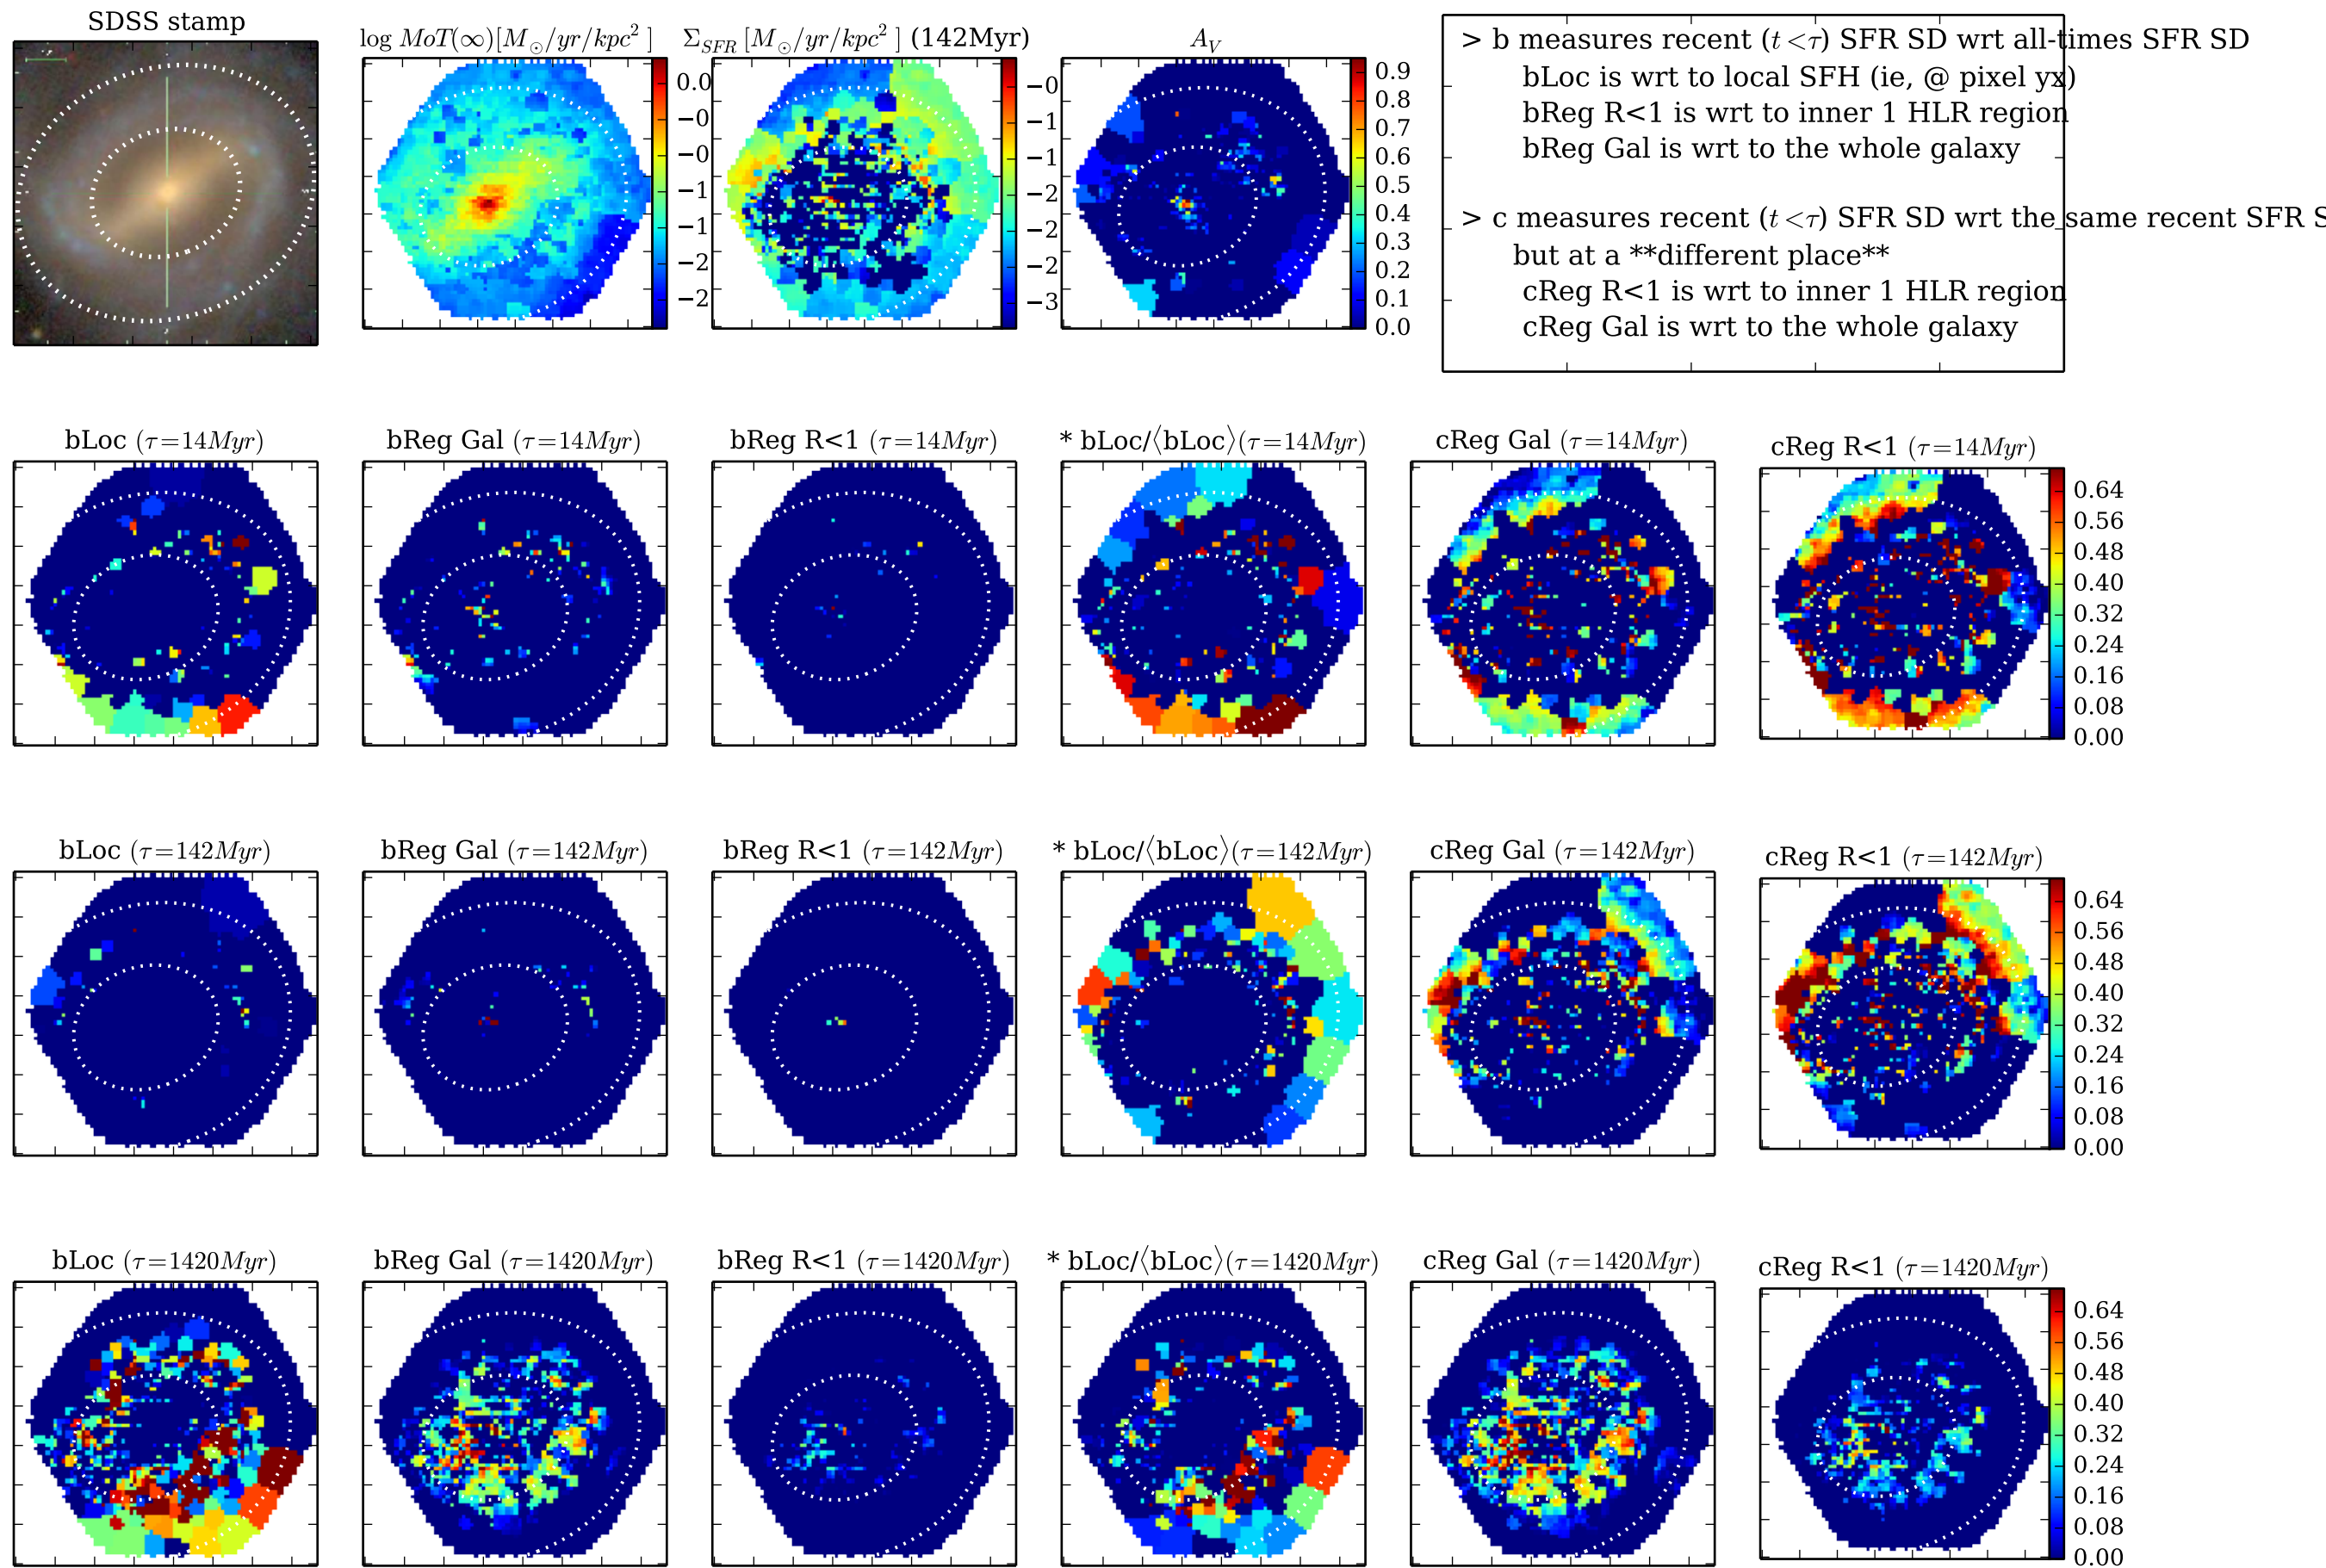 SDSS stamp
log MoT(∞)[M⊙/yr/kpc² ]
Σ_SFR [M⊙/yr/kpc² ] (142Myr)
A_V
0.0
−0
−0
−1
−1
−2
−0
−1
−1
−2
−2
−2
−3
0.9
0.8
0.7
0.6
0.5
0.4
0.3
0.2
0.1
0.0
> b measures recent (t<τ) SFR SD wrt all-times SFR SD
bLoc is wrt to local SFH (ie, @ pixel yx)
bReg R<1 is wrt to inner 1 HLR region
bReg Gal is wrt to the whole galaxy
> c measures recent (t<τ) SFR SD wrt the same recent SFR S
but at a **different place**
cReg R<1 is wrt to inner 1 HLR region
cReg Gal is wrt to the whole galaxy
bLoc (τ=14Myr)
bReg Gal (τ=14Myr)
bReg R<1 (τ=14Myr)
* bLoc/⟨bLoc⟩(τ=14Myr)
cReg Gal (τ=14Myr)
cReg R<1 (τ=14Myr)
0.64
0.56
0.48
0.40
0.32
0.24
0.16
0.08
0.00
bLoc (τ=142Myr)
bReg Gal (τ=142Myr)
bReg R<1 (τ=142Myr)
* bLoc/⟨bLoc⟩(τ=142Myr)
cReg Gal (τ=142Myr)
cReg R<1 (τ=142Myr)
0.64
0.56
0.48
0.40
0.32
0.24
0.16
0.08
0.00
bLoc (τ=1420Myr)
bReg Gal (τ=1420Myr)
bReg R<1 (τ=1420Myr)
* bLoc/⟨bLoc⟩(τ=1420Myr)
cReg Gal (τ=1420Myr)
cReg R<1 (τ=1420Myr)
0.64
0.56
0.48
0.40
0.32
0.24
0.16
0.08
0.00